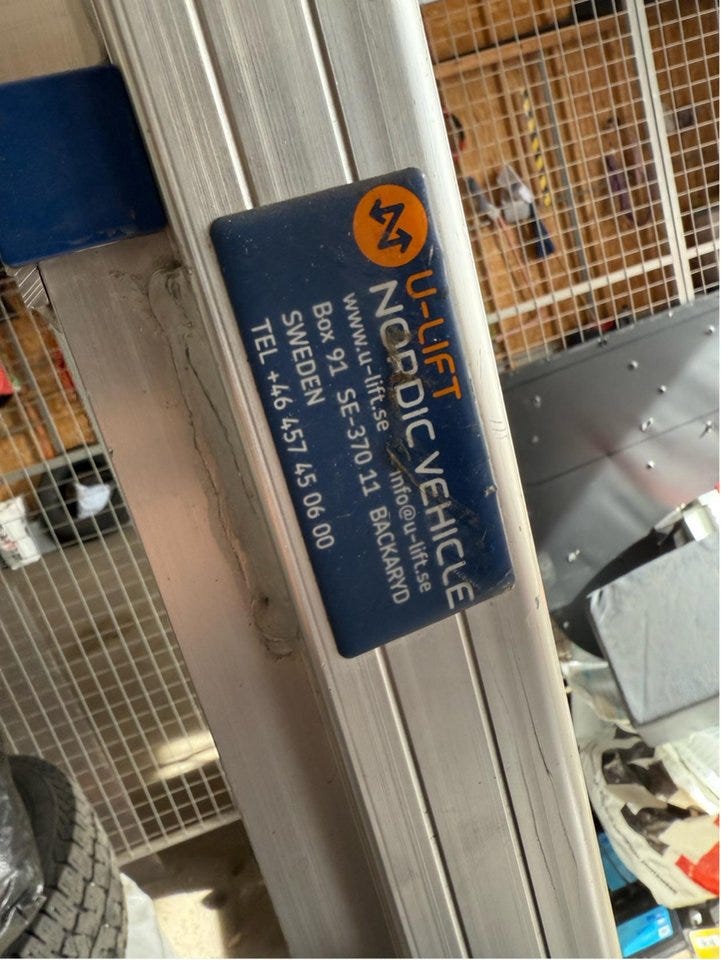 U-LIFT
NORDIC VEHICLE
www.u-lift.se info@u-lift.se
Box 91 SE-370 11 BACKARYD
SWEDEN
TEL +46 457 45 06 00